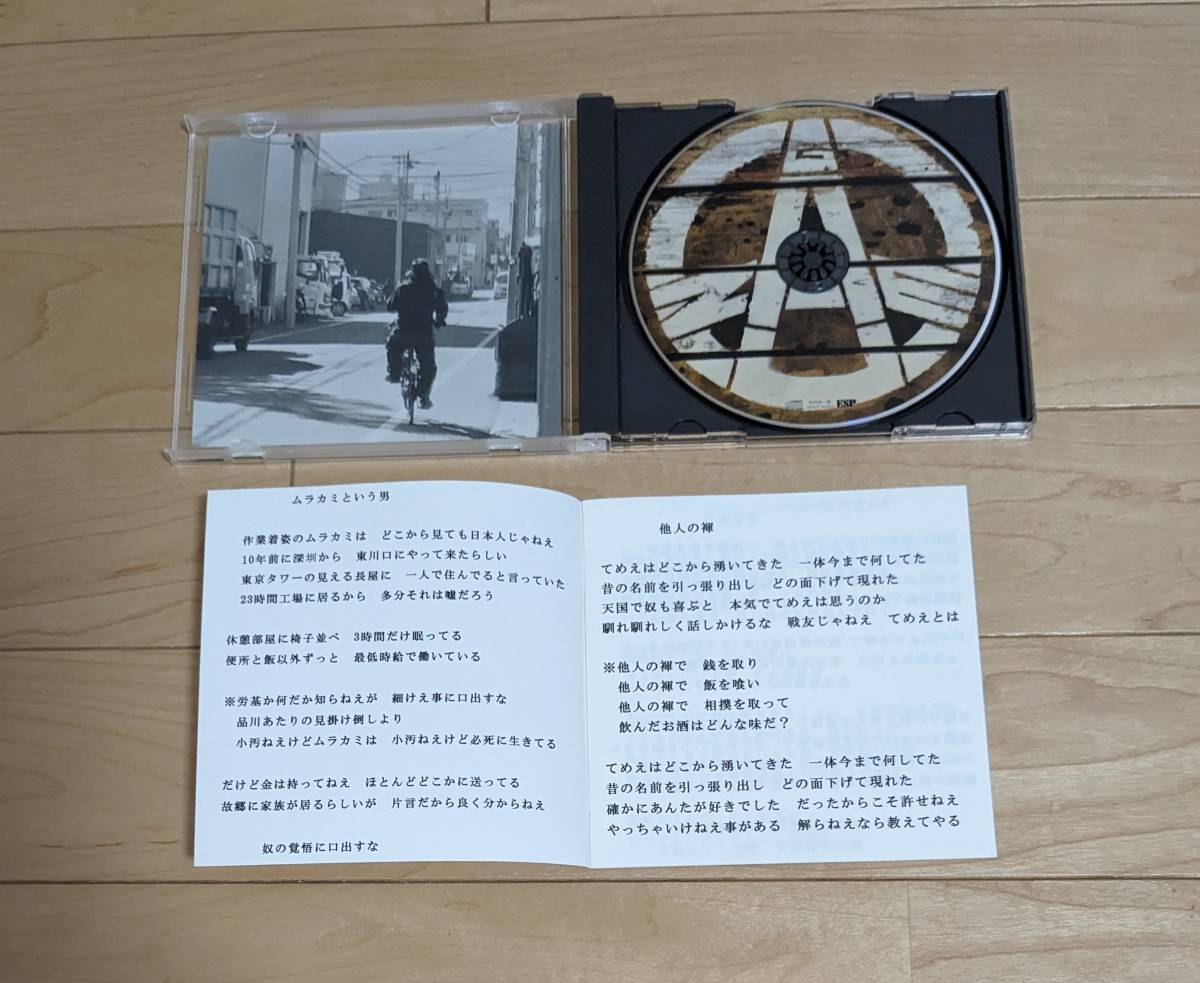 ESP
ムラカミという男
作業着姿のムラカミは　どこから見ても日本人じゃねえ
10年前に深圳から　東川口にやって来たらしい
東京タワーの見える長屋に　一人で住んでると言っていた
23時間工場に居るから　多分それは嘘だろう
休憩部屋に椅子並べ　3時間だけ眠ってる
便所と飯以外ずっと　最低時給で働いている
※労基か何だか知らねえが　細けえ事に口出すな
品川あたりの見掛け倒しより
小汚ねえけどムラカミは　小汚ねえけど必死に生きてる
だけど金は持ってねえ　ほとんどどこかに送ってる
故郷に家族が居るらしいが　片言だから良く分からねえ
奴の覚悟に口出すな
他人の褌
てめえはどこから湧いてきた　一体今まで何してた
昔の名前を引っ張り出し　どの面下げて現れた
天国で奴も喜ぶと　本気でてめえは思うのか
馴れ馴れしく話しかけるな　戦友じゃねえ　てめえとは
※他人の褌で　銭を取り
他人の褌で　飯を喰い
他人の褌で　相撲を取って
飲んだお酒はどんな味だ？
てめえはどこから湧いてきた　一体今まで何してた
昔の名前を引っ張り出し　どの面下げて現れた
確かにあんたが好きでした　だったからこそ許せねえ
やっちゃいけねえ事がある　解らねえなら教えてやる